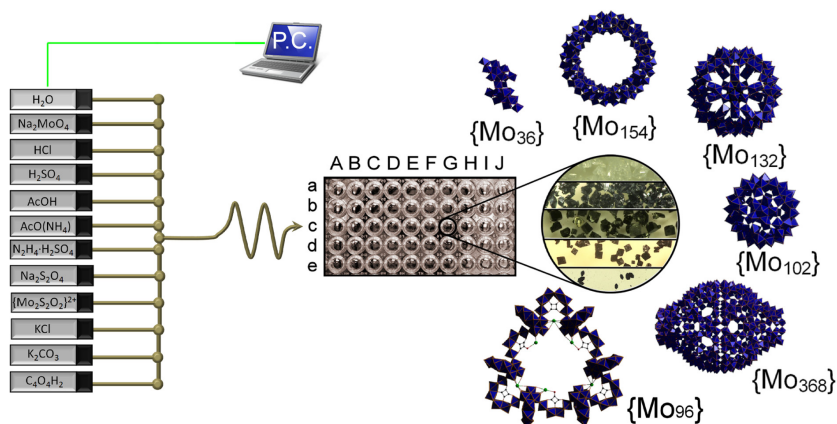 P.C.
H₂O
Na₂MoO₄
HCl
H₂SO₄
AcOH
AcO(NH₄)
N₂H₄·H₂SO₄
Na₂S₂O₄
{Mo₂S₂O₂}²⁺
KCl
K₂CO₃
C₄O₄H₂
A B C D E F G H I J
a
b
c
d
e
{Mo₃₆}
{Mo₁₅₄}
{Mo₁₃₂}
{Mo₁₀₂}
{Mo₃₆₈}
{Mo₉₆}